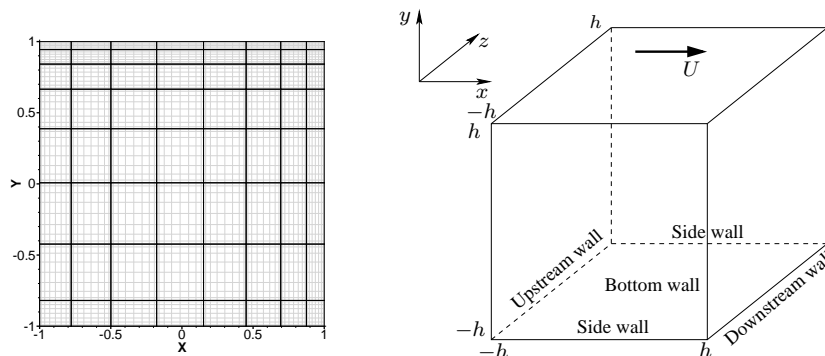 1
0.5
0
-0.5
-1
Y
-1
-0.5
0
0.5
1
X
y
z
x
h
U
−h
h
Side wall
Upstream wall
Bottom wall
Downstream wall
−h
Side wall
−h
h